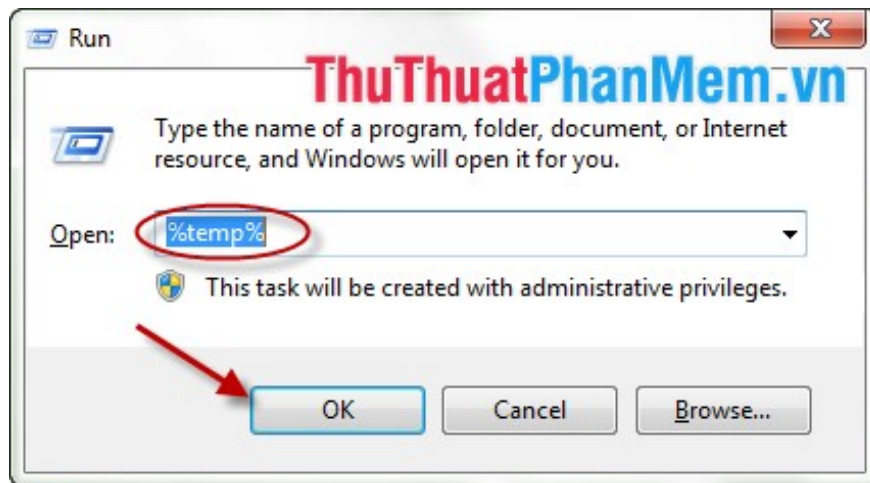 Run
ThuThuatPhanMem.vn
Type the name of a program, folder, document, or Internet
resource, and Windows will open it for you.
Open: %temp%
This task will be created with administrative privileges.
OK Cancel Browse...